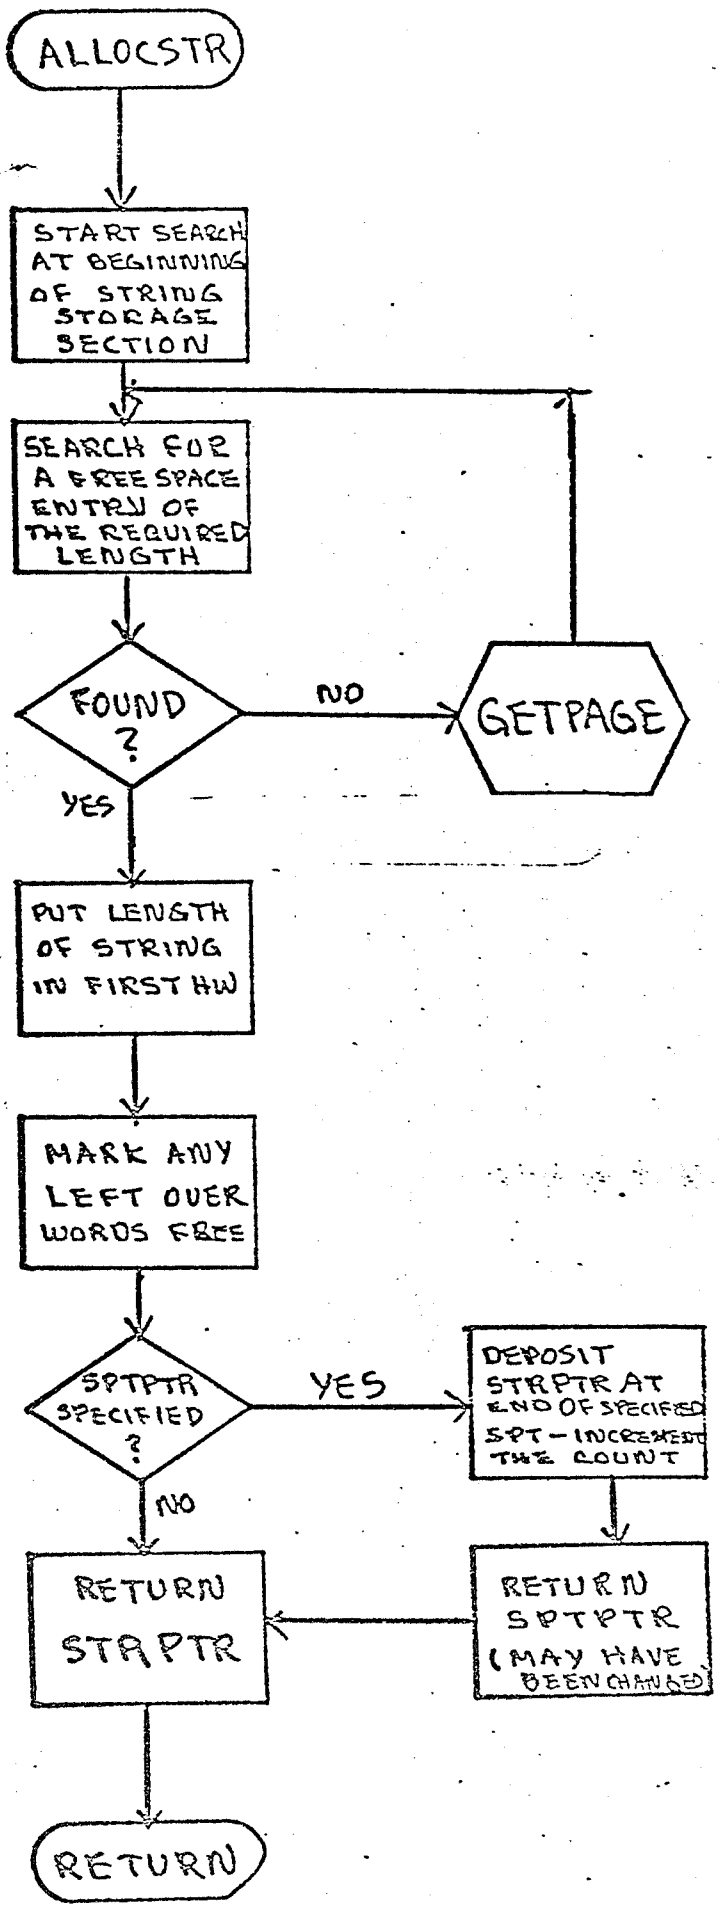 ALLOCSTR
START SEARCH
AT BEGINNING
OF STRING
STORAGE
SECTION
SEARCH FOR
A FREE SPACE
ENTRY OF
THE REQUIRED
LENGTH
FOUND
?
NO
GETPAGE
YES
PUT LENGTH
OF STRING
IN FIRST HW
MARK ANY
LEFT OVER
WORDS FREE
SPTPTR
SPECIFIED
?
YES
DEPOSIT
STRPTR AT
END OF SPECIFIED
SPT - INCREMENT
THE COUNT
NO
RETURN
STRPTR
RETURN
SPTPTR
(MAY HAVE
BEEN CHANGED)
RETURN